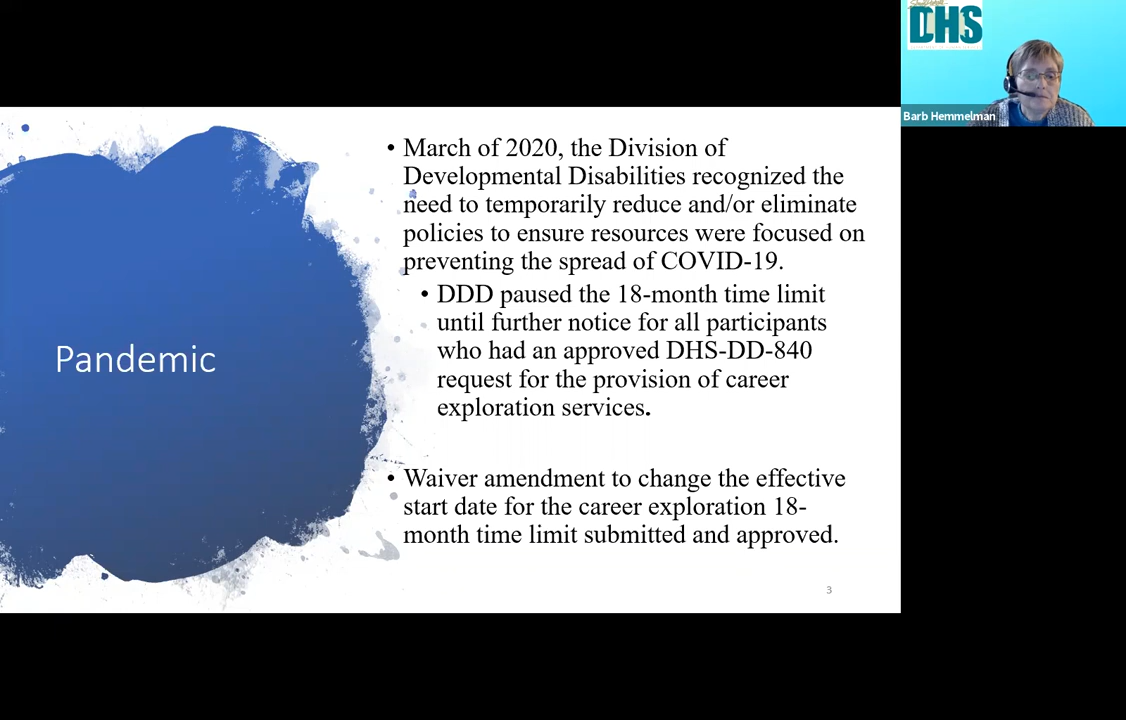 DHS
Barb Hemmelman
Pandemic
• March of 2020, the Division of
Developmental Disabilities recognized the
need to temporarily reduce and/or eliminate
policies to ensure resources were focused on
preventing the spread of COVID-19.
• DDD paused the 18-month time limit
until further notice for all participants
who had an approved DHS-DD-840
request for the provision of career
exploration services.
• Waiver amendment to change the effective
start date for the career exploration 18-
month time limit submitted and approved.
3